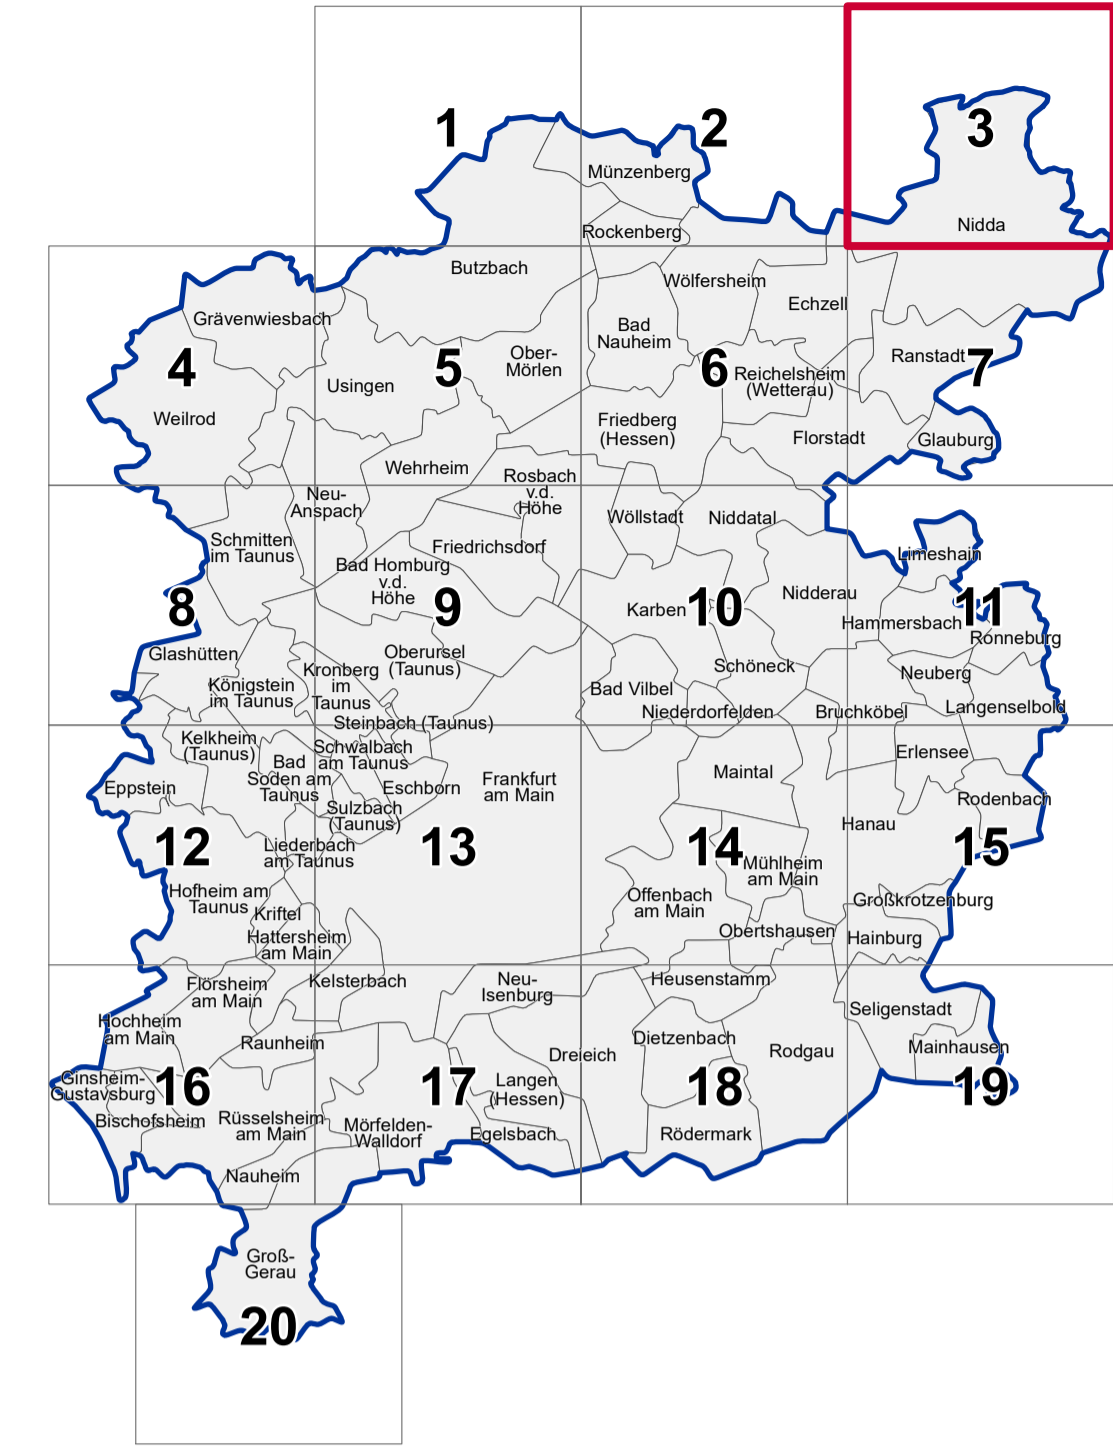 1
2
3
Münzenberg
Nidda
Rockenberg
Butzbach
Wölfersheim
Echzell
Grävenwiesbach
Bad
Nauheim
Ober-
Mörlen
Ranstadt
4
5
6
7
Usingen
Reichelsheim
(Wetterau)
Weilrod
Friedberg
(Hessen)
Florstadt
Glauburg
Wehrheim
Rosbach
v.d.
Höhe
Neu-
Anspach
Wöllstadt
Niddatal
Schmitten
im Taunus
Friedrichsdorf
Limeshain
Bad Homburg
v.d.
Höhe
Nidderau
8
9
10
11
Karben
Hammersbach
Ronneburg
Glashütten
Oberursel
(Taunus)
Kronberg
im
Taunus
Schöneck
Neuberg
Königstein
im Taunus
Bad Vilbel
Niederdorfelden
Bruchköbel
Langenselbold
Steinbach (Taunus)
Kelkheim
(Taunus)
Schwalbach
am Taunus
Erlensee
Bad
Soden am
Taunus
Eppstein
Eschborn
Frankfurt
am Main
Maintal
Rodenbach
Sulzbach
(Taunus)
Hanau
12
13
14
15
Liederbach
am Taunus
Mühlheim
am Main
Hofheim am
Taunus
Offenbach
am Main
Großkrotzenburg
Kriftel
Hattersheim
am Main
Obertshausen
Hainburg
Flörsheim
am Main
Kelsterbach
Neu-
Isenburg
Heusenstamm
Seligenstadt
Hochheim
am Main
Raunheim
Dietzenbach
Rodgau
Mainhausen
Dreieich
Ginsheim-
Gustavsburg
16
17
18
19
Langen
(Hessen)
Bischofsheim
Rüsselsheim
am Main
Mörfelden-
Walldorf
Egelsbach
Rödermark
Nauheim
Groß-
Gerau
20